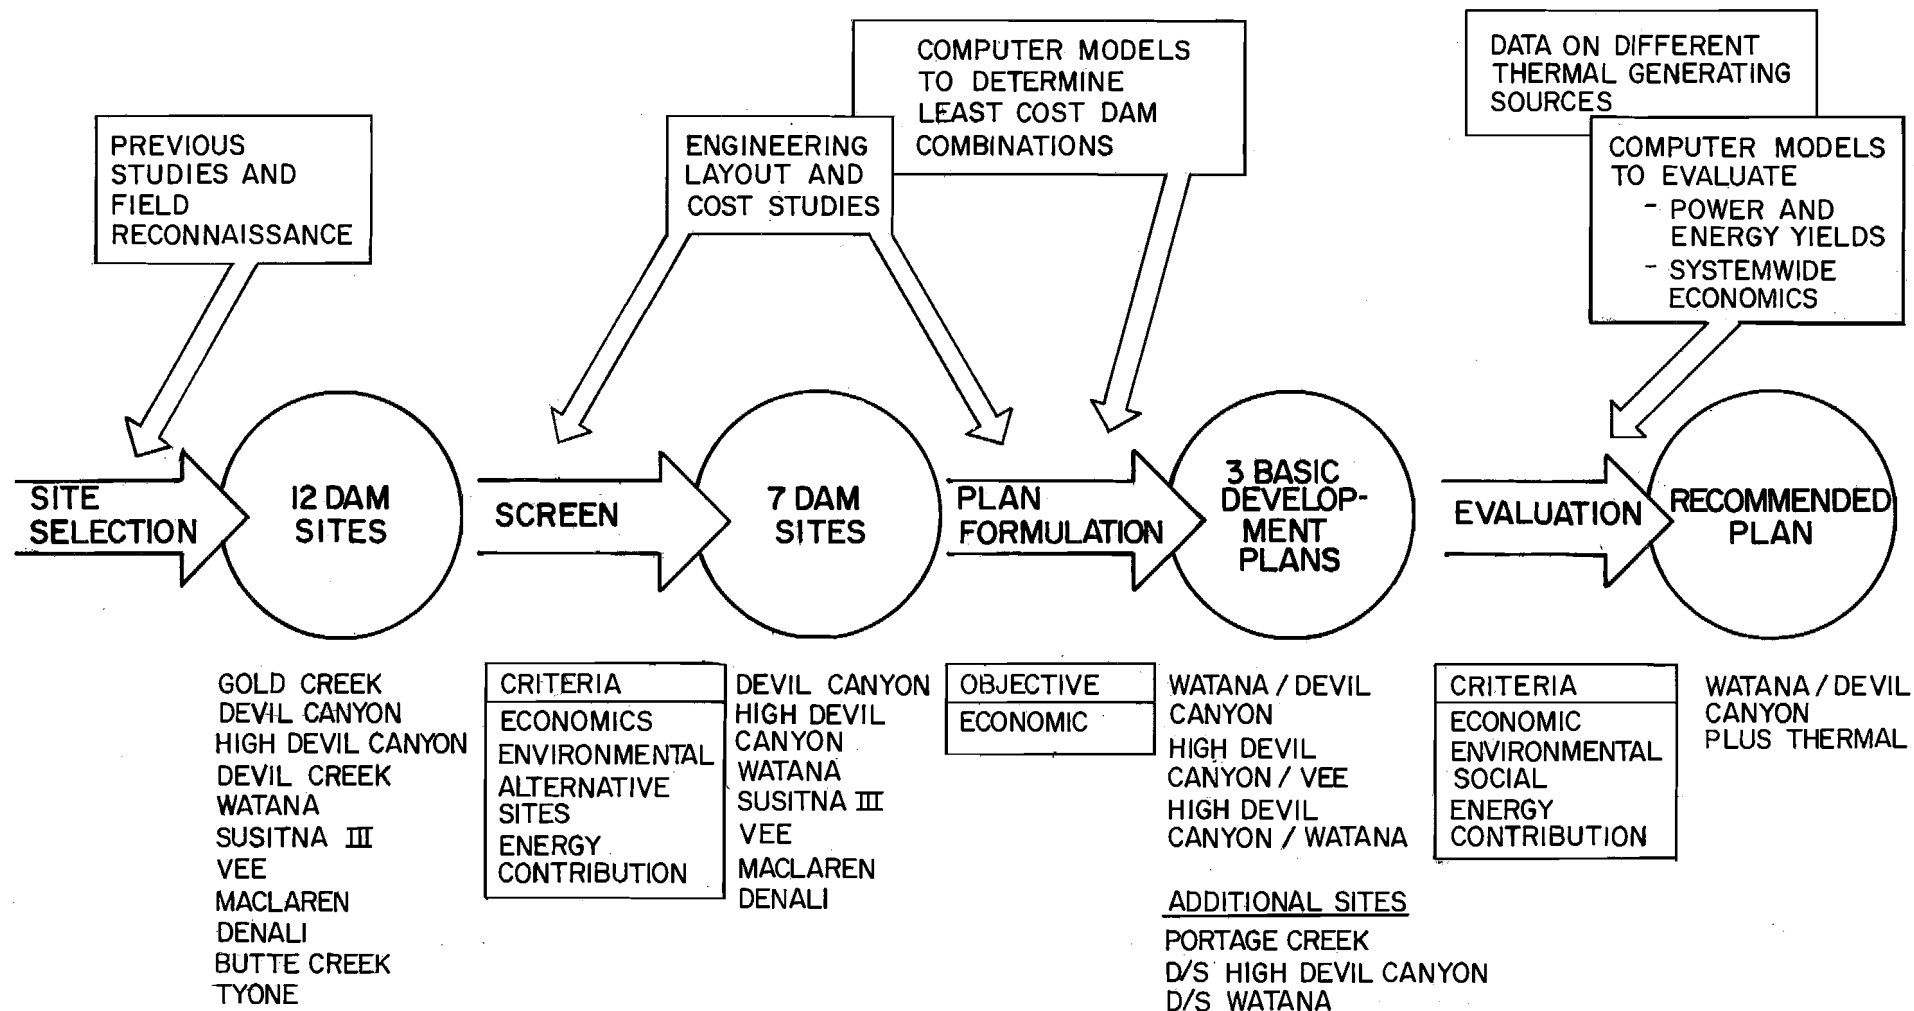 PREVIOUS
STUDIES AND
FIELD
RECONNAISSANCE
ENGINEERING
LAYOUT AND
COST STUDIES
COMPUTER MODELS
TO DETERMINE
LEAST COST DAM
COMBINATIONS
DATA ON DIFFERENT
THERMAL GENERATING
SOURCES
COMPUTER MODELS
TO EVALUATE
- POWER AND
ENERGY YIELDS
- SYSTEMWIDE
ECONOMICS
SITE
SELECTION
12 DAM
SITES
SCREEN
7 DAM
SITES
PLAN
FORMULATION
3 BASIC
DEVELOP-
MENT
PLANS
EVALUATION
RECOMMENDED
PLAN
GOLD CREEK
DEVIL CANYON
HIGH DEVIL CANYON
DEVIL CREEK
WATANA
SUSITNA III
VEE
MACLAREN
DENALI
BUTTE CREEK
TYONE
CRITERIA
ECONOMICS
ENVIRONMENTAL
ALTERNATIVE
SITES
ENERGY
CONTRIBUTION
DEVIL CANYON
HIGH DEVIL
CANYON
WATANA
SUSITNA III
VEE
MACLAREN
DENALI
OBJECTIVE
ECONOMIC
WATANA / DEVIL
CANYON
HIGH DEVIL
CANYON / VEE
HIGH DEVIL
CANYON / WATANA
ADDITIONAL SITES
PORTAGE CREEK
D/S HIGH DEVIL CANYON
D/S WATANA
CRITERIA
ECONOMIC
ENVIRONMENTAL
SOCIAL
ENERGY
CONTRIBUTION
WATANA / DEVIL
CANYON
PLUS THERMAL